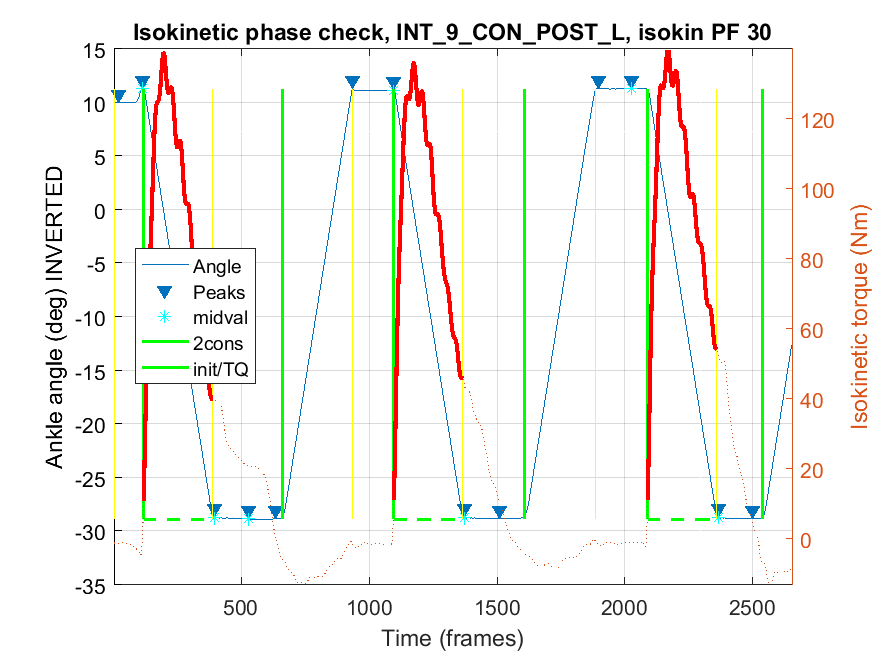 Isokinetic phase check, INT_9_CON_POST_L, isokin PF 30
15
10
5
0
-5
-10
-15
-20
-25
-30
-35
Ankle angle (deg) INVERTED
Angle
Peaks
midval
2cons
init/TQ
120
100
80
60
40
20
0
Isokinetic torque (Nm)
500
1000
1500
2000
2500
Time (frames)